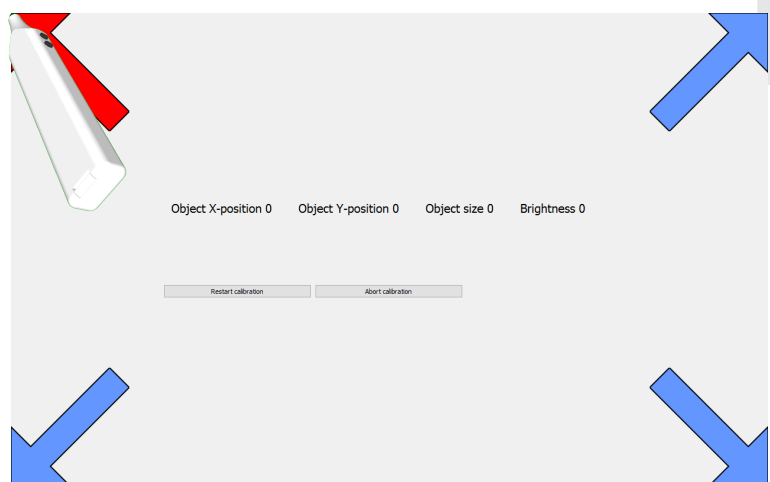 Object X-position 0 Object Y-position 0 Object size 0 Brightness 0
Restart calibration Abort calibration